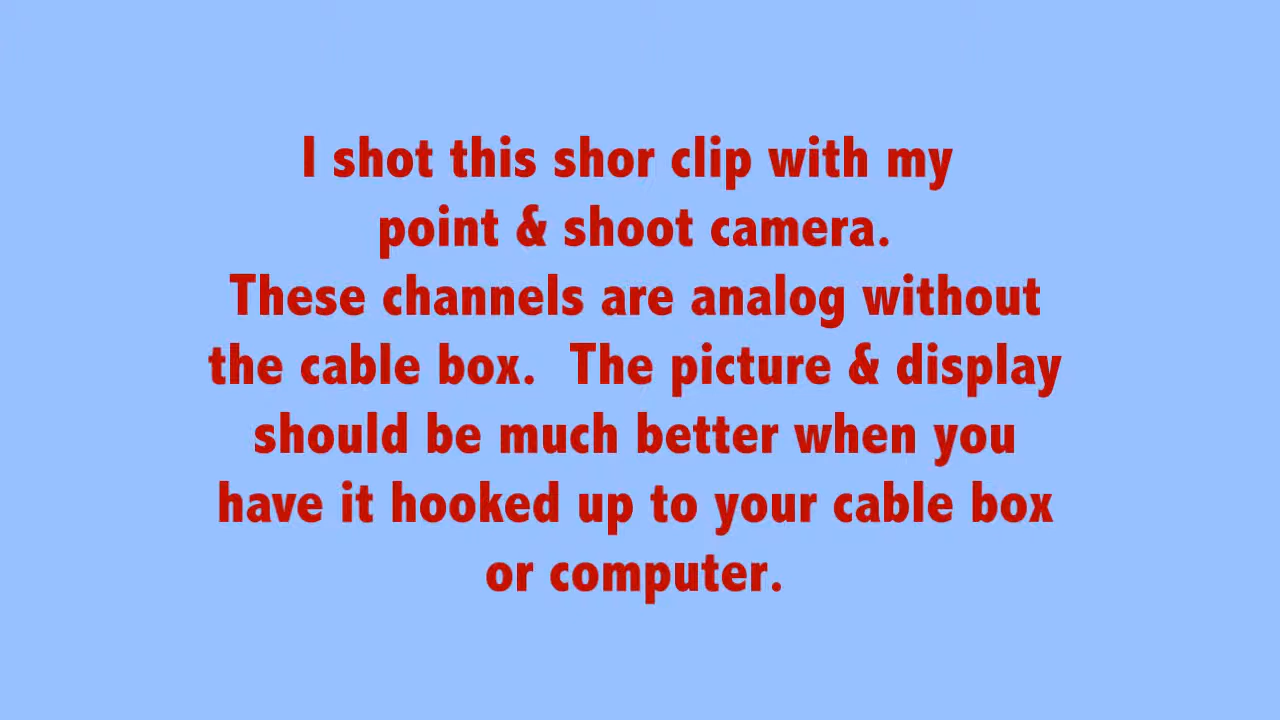 I shot this shor clip with my
point & shoot camera.
These channels are analog without
the cable box.  The picture & display
should be much better when you
have it hooked up to your cable box
or computer.